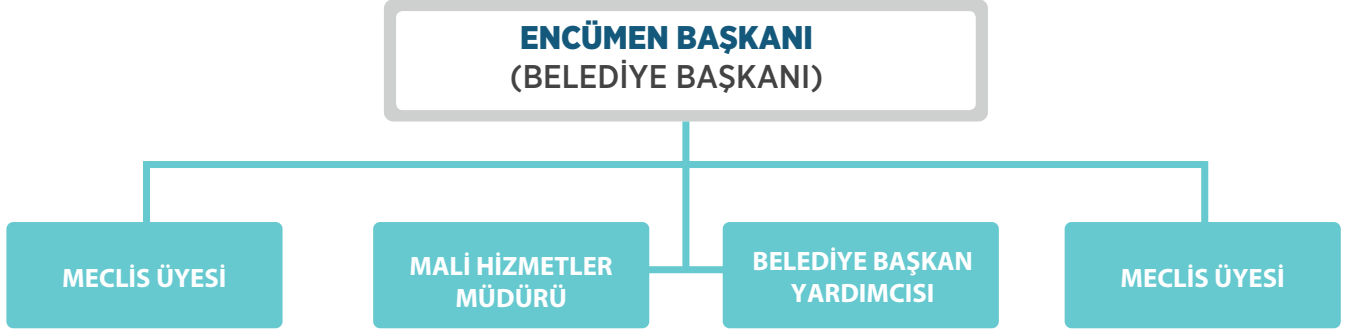 ENCÜMEN BAŞKANI
(BELEDİYE BAŞKANI)
MECLİS ÜYESİ
MALİ HİZMETLER
MÜDÜRÜ
BELEDİYE BAŞKAN
YARDIMCISI
MECLİS ÜYESİ